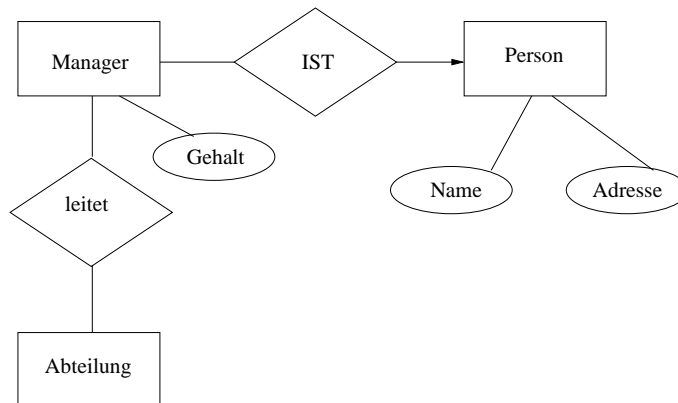 Manager
IST
Person
Gehalt
Name
Adresse
leitet
Abteilung